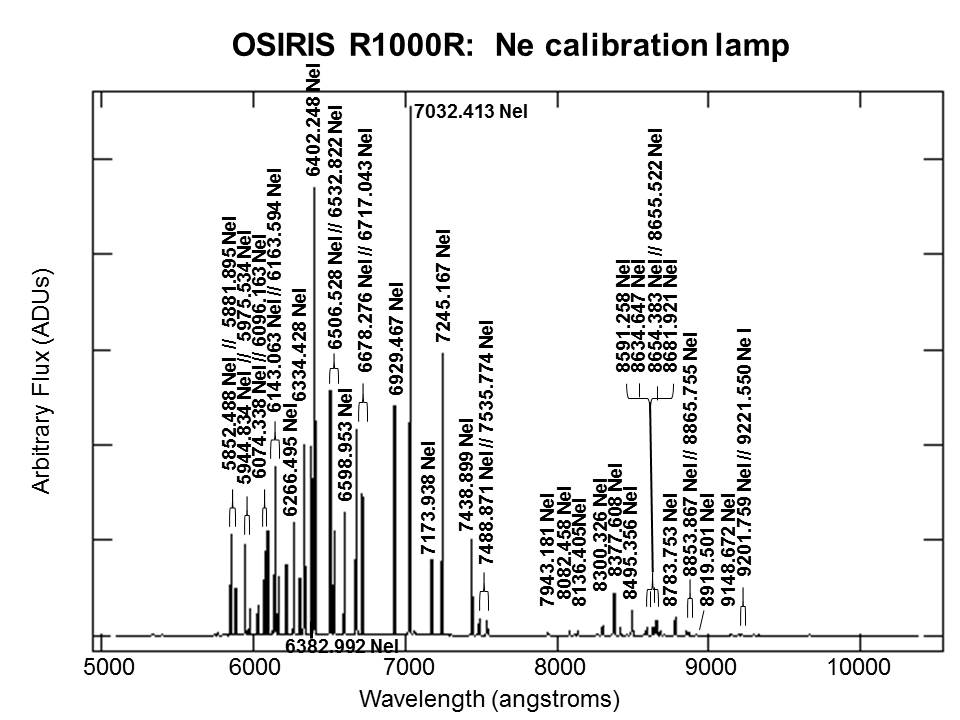 OSIRIS R1000R: Ne calibration lamp
Arbitrary Flux (ADUs)
5852.488 NeI // 5881.895 NeI
5944.834 NeI // 5975.534 NeI
6074.338 NeI // 6096.163 NeI
6143.063 NeI // 6163.594 NeI
6266.495 NeI
6334.428 NeI
6382.992 NeI
6402.248 NeI
6506.528 NeI // 6532.822 NeI
6598.953 NeI
6678.276 NeI // 6717.043 NeI
6929.467 NeI
7032.413 NeI
7173.938 NeI
7245.167 NeI
7438.899 NeI
7488.871 NeI // 7535.774 NeI
7943.181 NeI
8082.458 NeI
8136.405NeI
8300.326 NeI
8377.608 NeI
8495.356 NeI
8591.258 NeI
8634.647 NeI
8654.383 NeI // 8655.522 NeI
8681.921 NeI
8783.753 NeI
8853.867 NeI // 8865.755 NeI
8919.501 NeI
9148.672 NeI
9201.759 NeI // 9221.550 Ne I
5000 6000 7000 8000 9000 10000
Wavelength (angstroms)